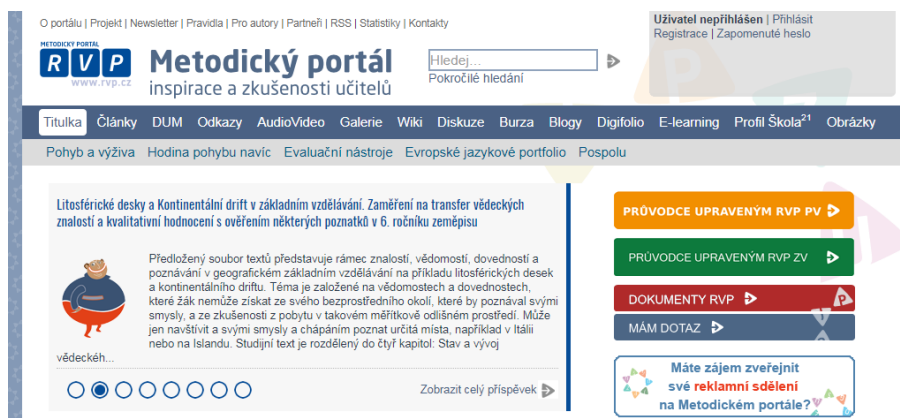 O portálu | Projekt | Newsletter | Pravidla | Pro autory | Partneři | RSS | Statistiky | Kontakty
Uživatel nepřihlášen | Přihlásit
Registrace | Zapomenuté heslo
METODICKÝ PORTÁL
RVP
www.rvp.cz
Metodický portál
inspirace a zkušenosti učitelů
Hledej...
Pokročilé hledání
Titulka Články DUM Odkazy AudioVideo Galerie Wiki Diskuze Burza Blogy Digifolio E-learning Profil Škola21 Obrázky
Pohyb a výživa Hodina pohybu navíc Evaluační nástroje Evropské jazykové portfolio Pospolu
Litosférické desky a Kontinentální drift v základním vzdělávání. Zaměření na transfer vědeckých
znalostí a kvalitativní hodnocení s ověřením některých poznatků v 6. ročníku zeměpisu
Předložený soubor textů představuje rámec znalostí, vědomostí, dovedností a
poznávání v geografickém základním vzdělávání na příkladu litosférických desek
a kontinentálního driftu. Téma je založené na vědomostech a dovednostech,
které žák nemůže získat ze svého bezprostředního okolí, které by poznával svými
smysly, a ze zkušeností z pobytu v takovém měřítkově odlišném prostředí. Může
jen navštívit a svými smysly a chápáním poznat určitá místa, například v Itálii
nebo na Islandu. Studijní text je rozdělený do čtyř kapitol: Stav a vývoj
vědeckéh...
Zobrazit celý příspěvek
PRŮVODCE UPRAVENÝM RVP PV
PRŮVODCE UPRAVENÝM RVP ZV
DOKUMENTY RVP
MÁM DOTAZ
Máte zájem zveřejnit
své reklamní sdělení
na Metodickém portále?